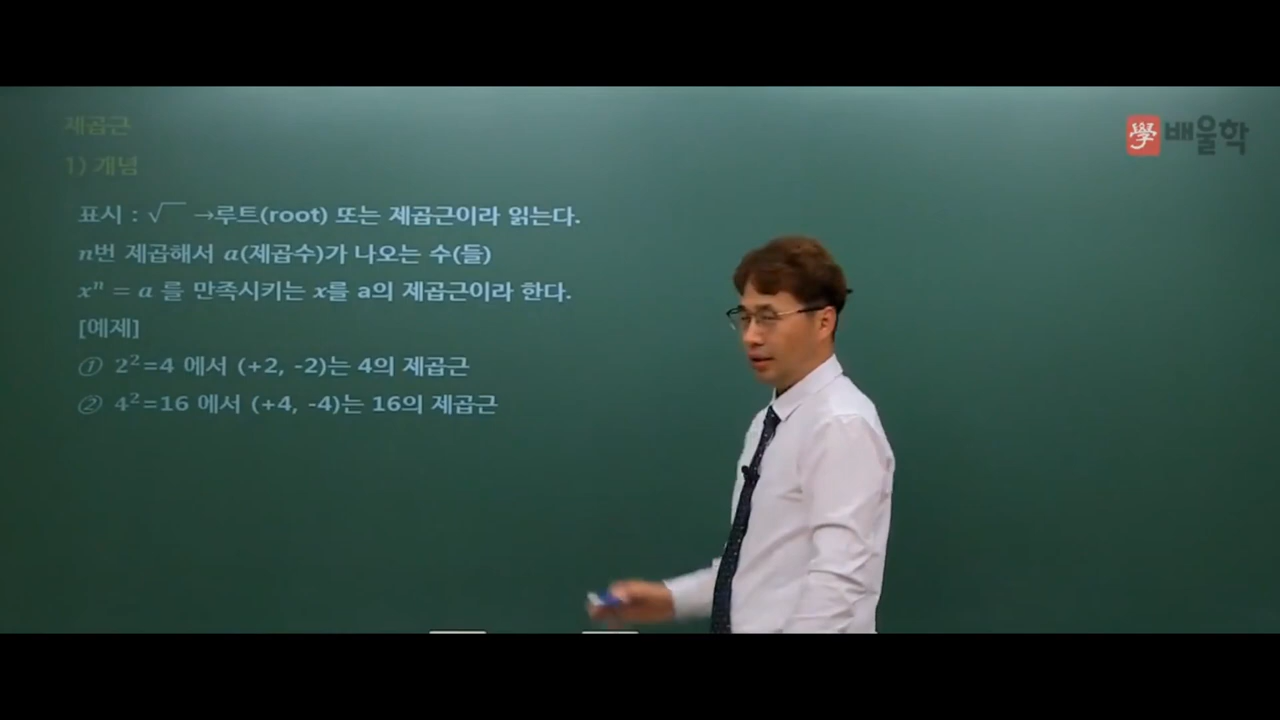 제곱근
1) 개념
學 배울학
표시 : √ →루트(root) 또는 제곱근이라 읽는다.
n번 제곱해서 a(제곱수)가 나오는 수(들)
xⁿ = a 를 만족시키는 x를 a의 제곱근이라 한다.
[예제]
① 2²=4 에서 (+2, -2)는 4의 제곱근
② 4²=16 에서 (+4, -4)는 16의 제곱근